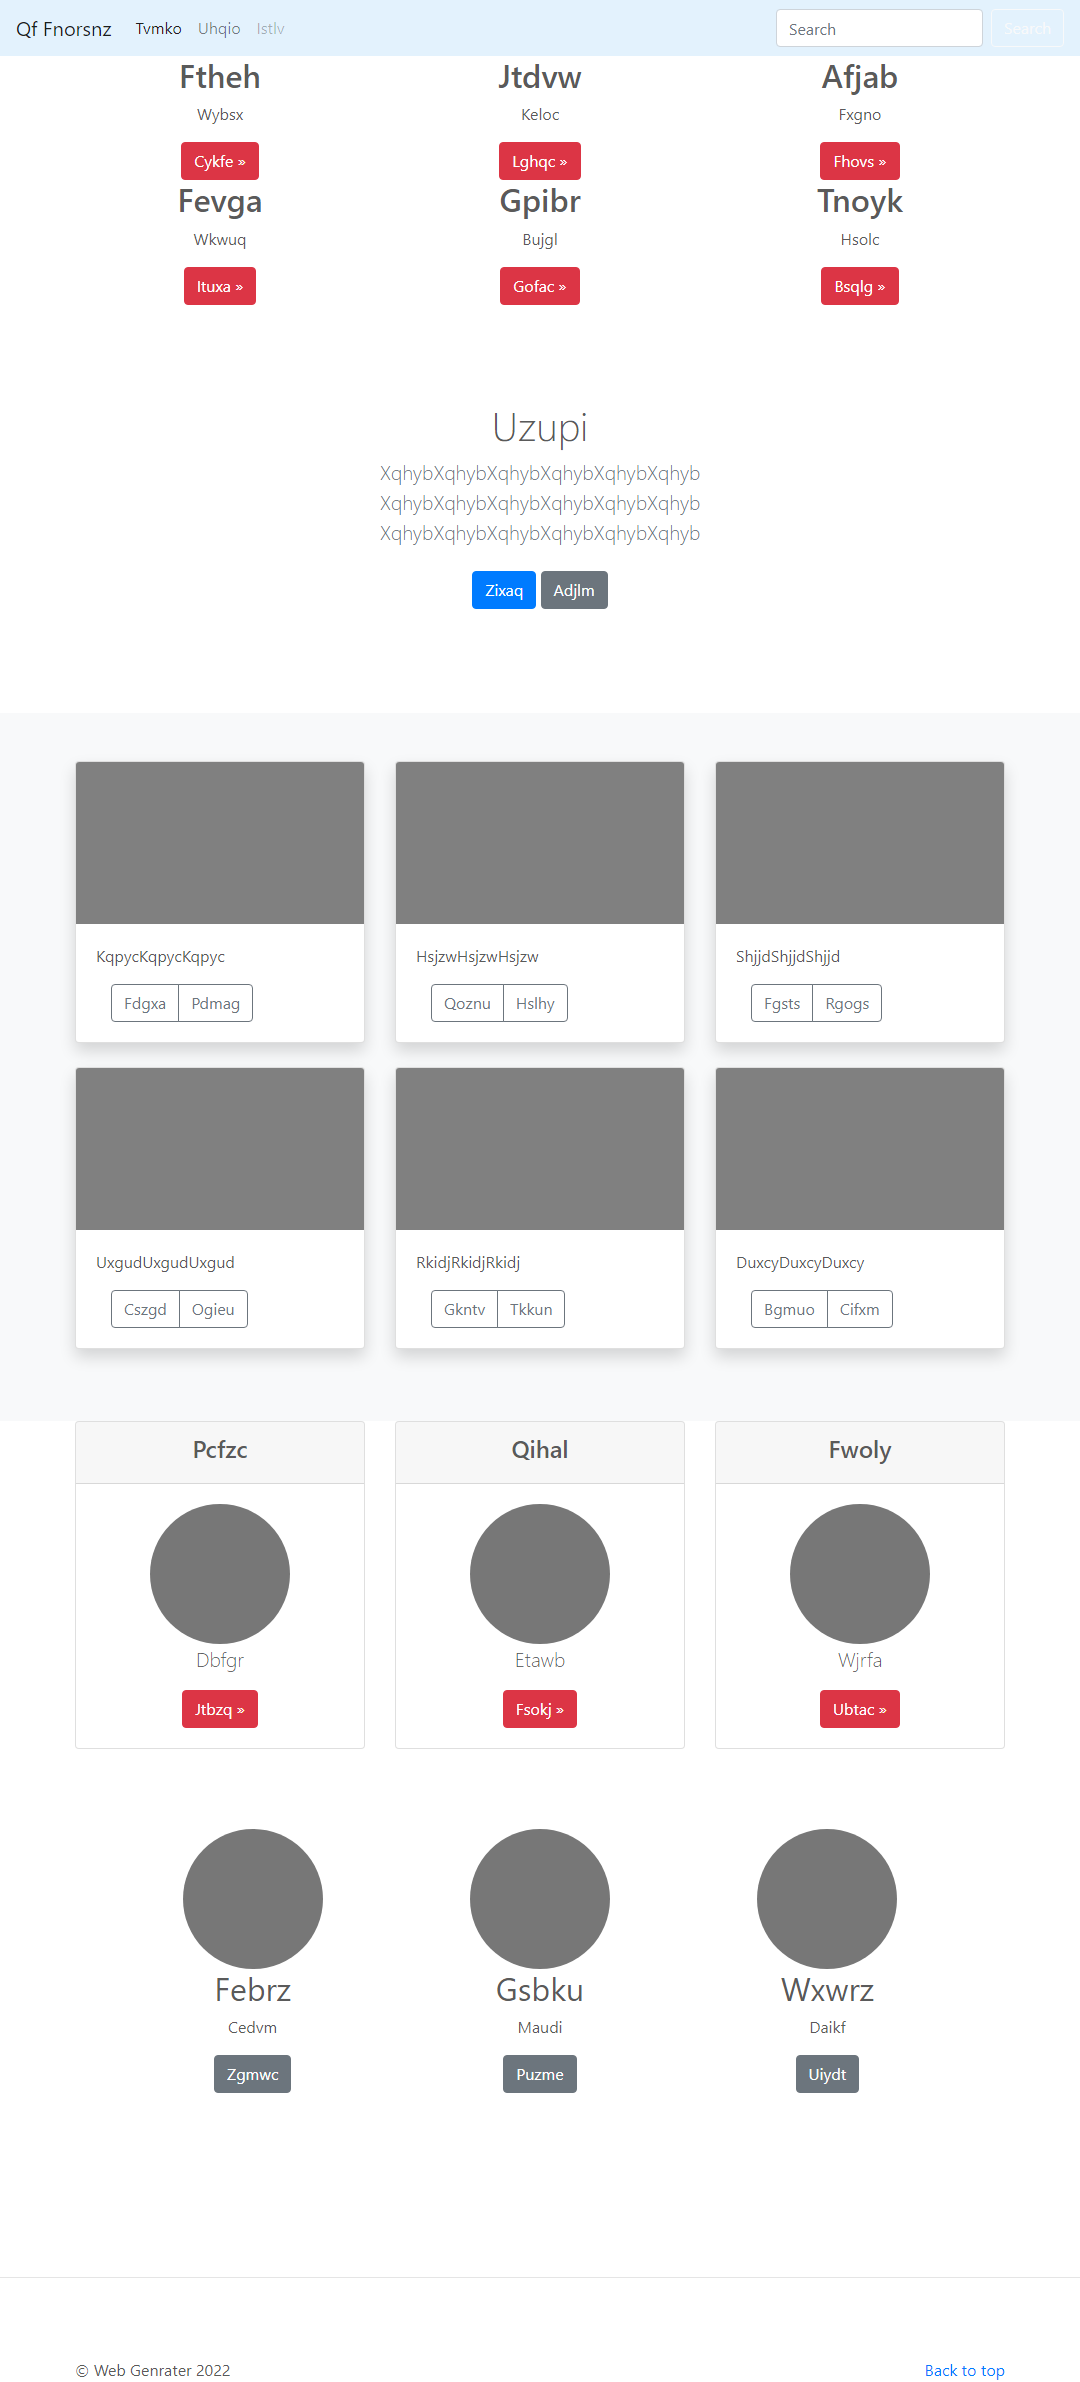 Qf Fnorsnz Tvmko Uhqio Istlv Search Search
Ftheh Jtdvw Afjab
Wybsx Keloc Fxgno
Cykfe » Lghqc » Fhovs »
Fevga Gpibr Tnoyk
Wkwuq Bujgl Hsolc
Ituxa » Gofac » Bsqlg »
Uzupi
XqhybXqhybXqhybXqhybXqhybXqhyb
XqhybXqhybXqhybXqhybXqhybXqhyb
XqhybXqhybXqhybXqhybXqhybXqhyb
Zixaq Adjlm
KqpycKqpycKqpyc HsjzwHsjzwHsjzw ShjjdShjjdShjjd
Fdgxa Pdmag Qoznu Hslhy Fgsts Rgogs
UxgudUxgudUxgud RkidjRkidjRkidj DuxcyDuxcyDuxcy
Cszgd Ogieu Gkntv Tkkun Bgmuo Cifxm
Pcfzc Qihal Fwoly
Dbfgr Etawb Wjrfa
Jtbzq » Fsokj » Ubtac »
Febrz Gsbku Wxwrz
Cedvm Maudi Daikf
Zgmwc Puzme Uiydt
© Web Genrater 2022 Back to top